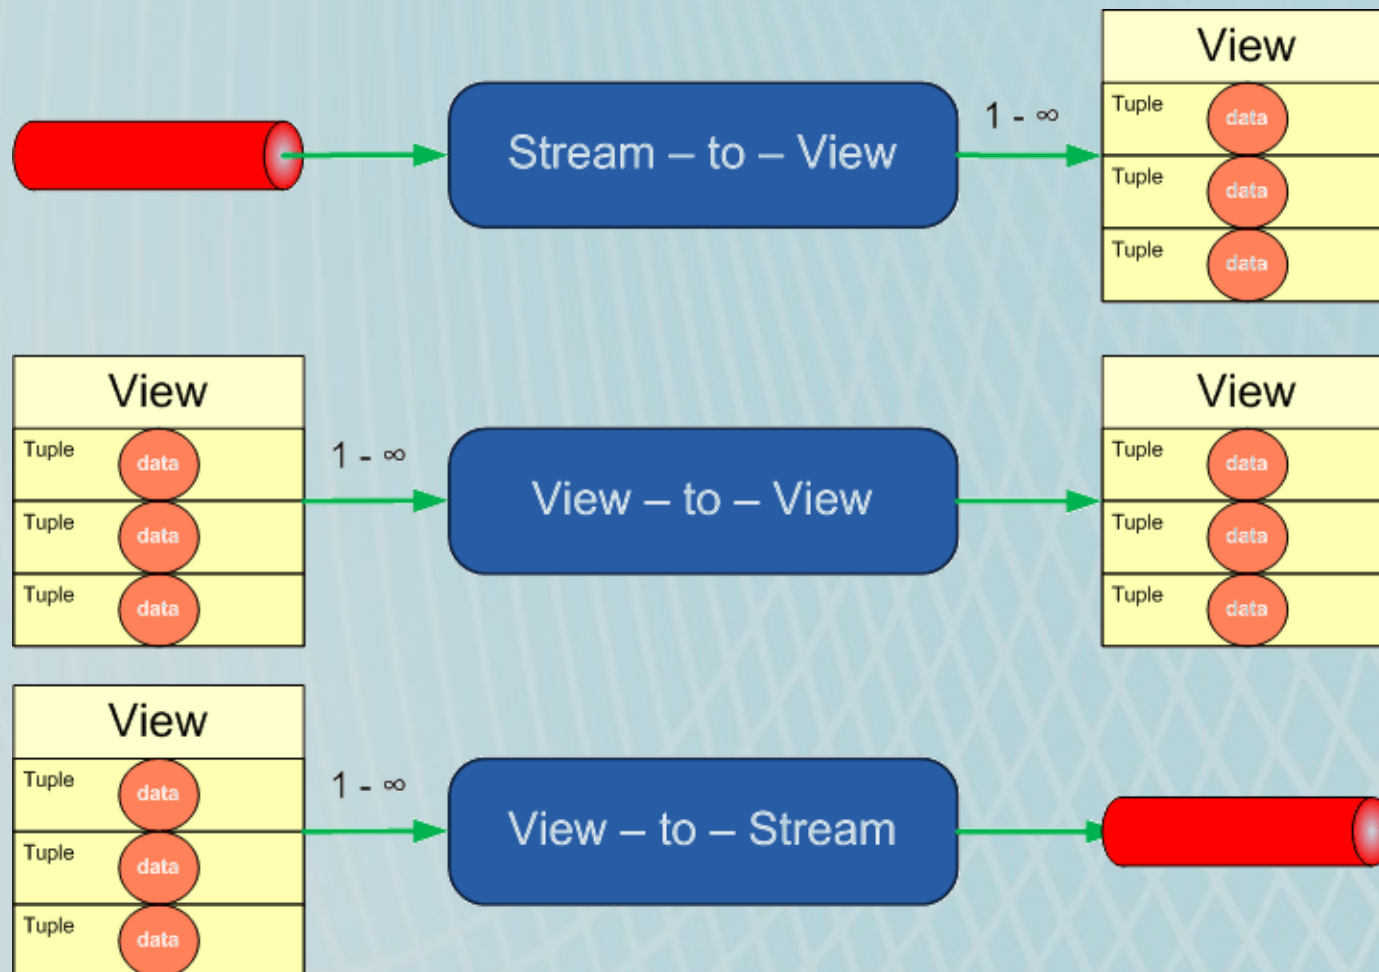 View
Tuple data
Stream – to – View
1 - ∞
Tuple data
Tuple data
View
View
Tuple data
1 - ∞
Tuple data
View – to – View
Tuple data
Tuple data
Tuple data
Tuple data
View
Tuple data
1 - ∞
Tuple data
View – to – Stream
Tuple data